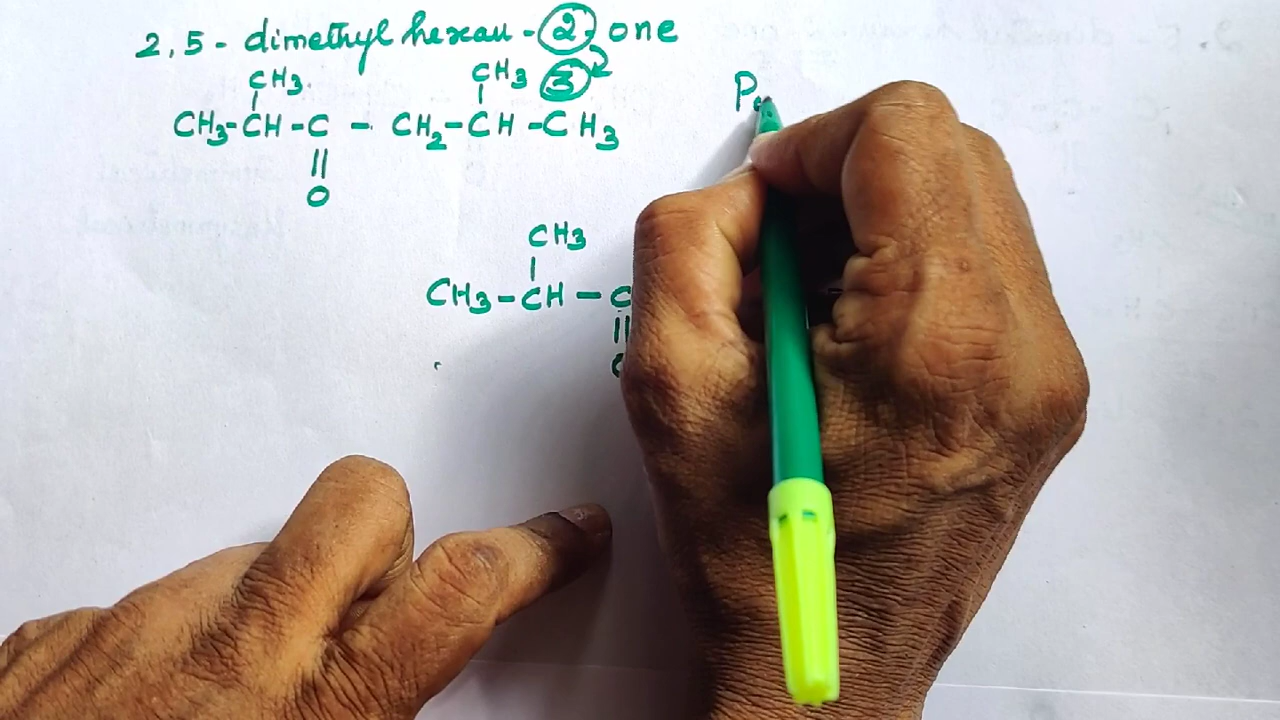 2,5 - dimethyl hexan - 2, one
CH3 CH3 3
CH3-CH-C - CH2-CH-CH3
||
O
P
CH3
|
CH3-CH-C
||